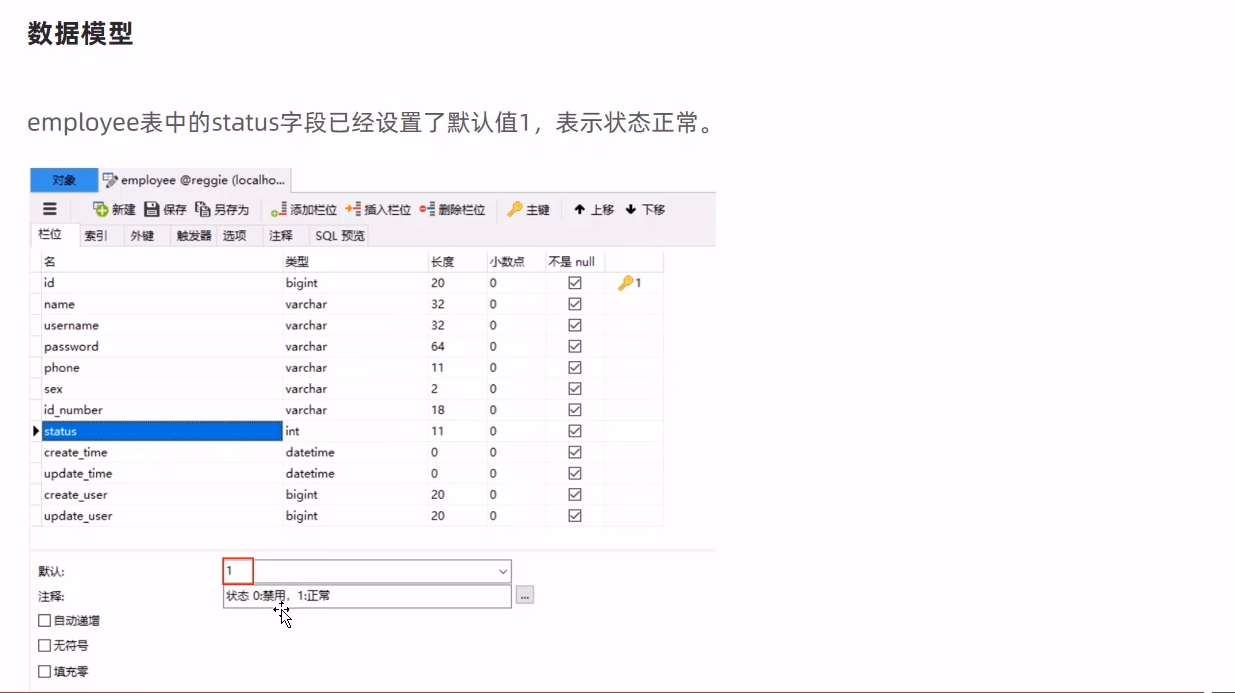 数据模型
employee表中的status字段已经设置了默认值1，表示状态正常。
对象 employee @reggie (localho...
新建 保存 另存为 添加栏位 插入栏位 删除栏位 主键 上移 下移
栏位 索引 外键 触发器 选项 注释 SQL 预览
名 类型 长度 小数点 不是 null
id bigint 20 0 1
name varchar 32 0
username varchar 32 0
password varchar 64 0
phone varchar 11 0
sex varchar 2 0
id_number varchar 18 0
status int 11 0
create_time datetime 0 0
update_time datetime 0 0
create_user bigint 20 0
update_user bigint 20 0
默认: 1
注释: 状态 0:禁用，1:正常 ...
自动递增
无符号
填充零